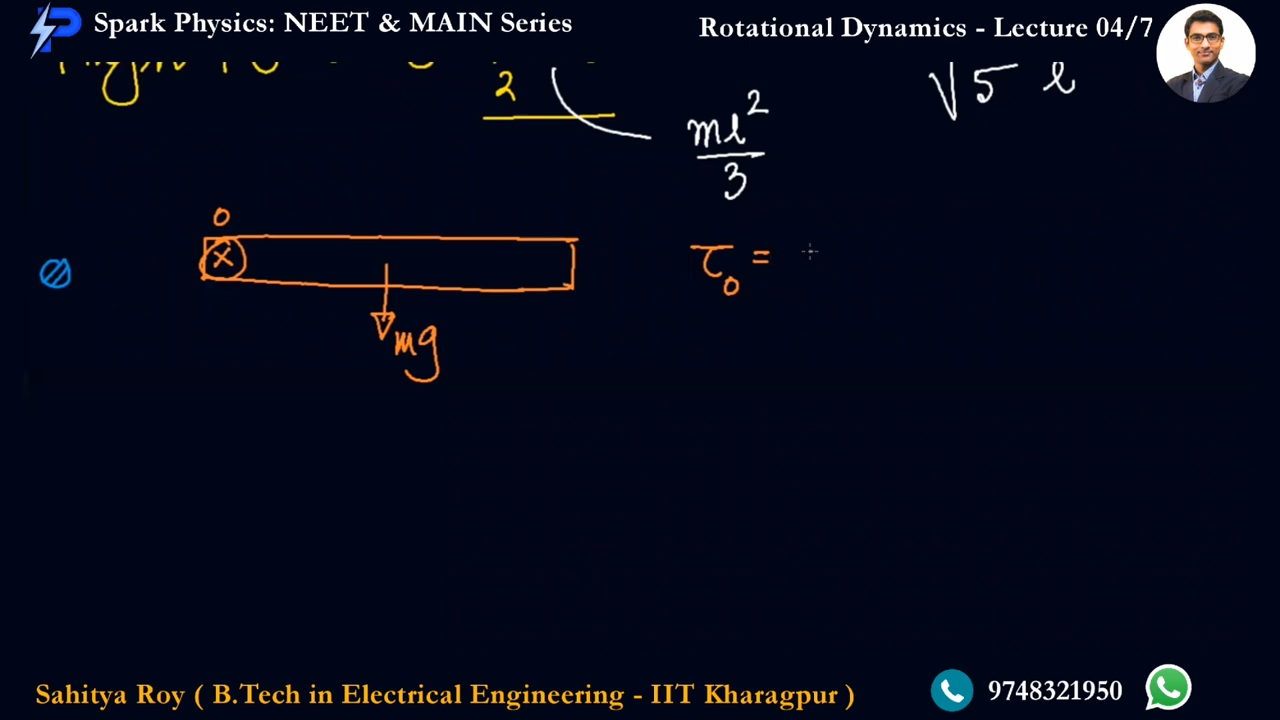 Spark Physics: NEET & MAIN Series
Rotational Dynamics - Lecture 04/7
2
√5 l
ml²
3
O
×
τ₀ =
mg
Sahitya Roy ( B.Tech in Electrical Engineering - IIT Kharagpur )
9748321950